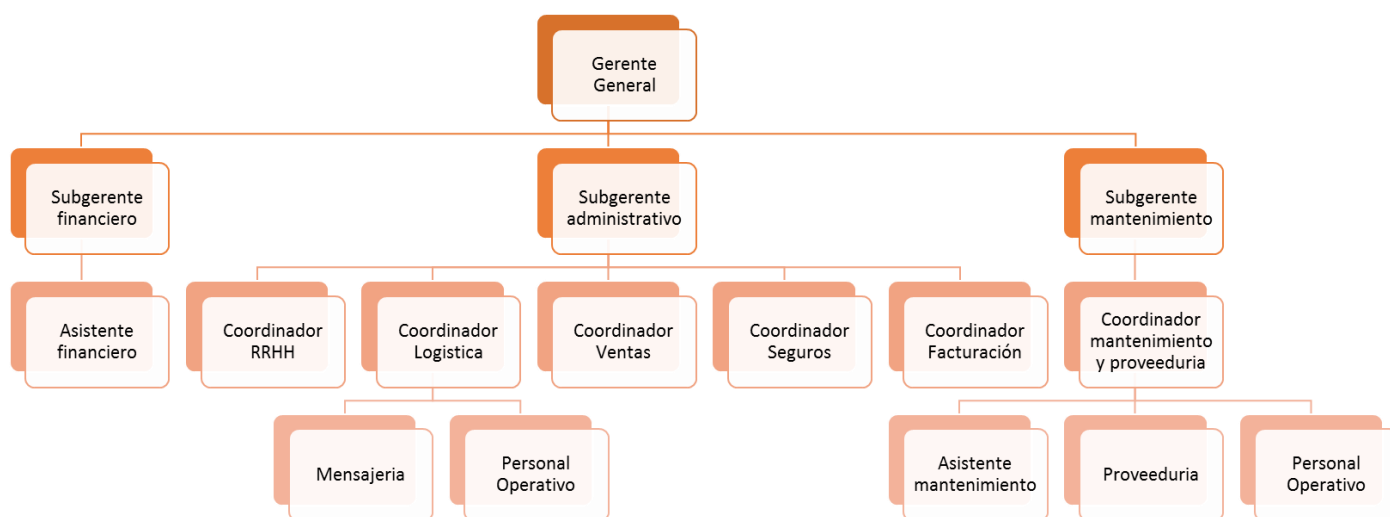 Gerente
General
Subgerente
financiero
Subgerente
administrativo
Subgerente
mantenimiento
Asistente
financiero
Coordinador
RRHH
Coordinador
Logistica
Coordinador
Ventas
Coordinador
Seguros
Coordinador
Facturación
Coordinador
mantenimiento
y proveeduria
Mensajeria
Personal
Operativo
Asistente
mantenimiento
Proveeduria
Personal
Operativo